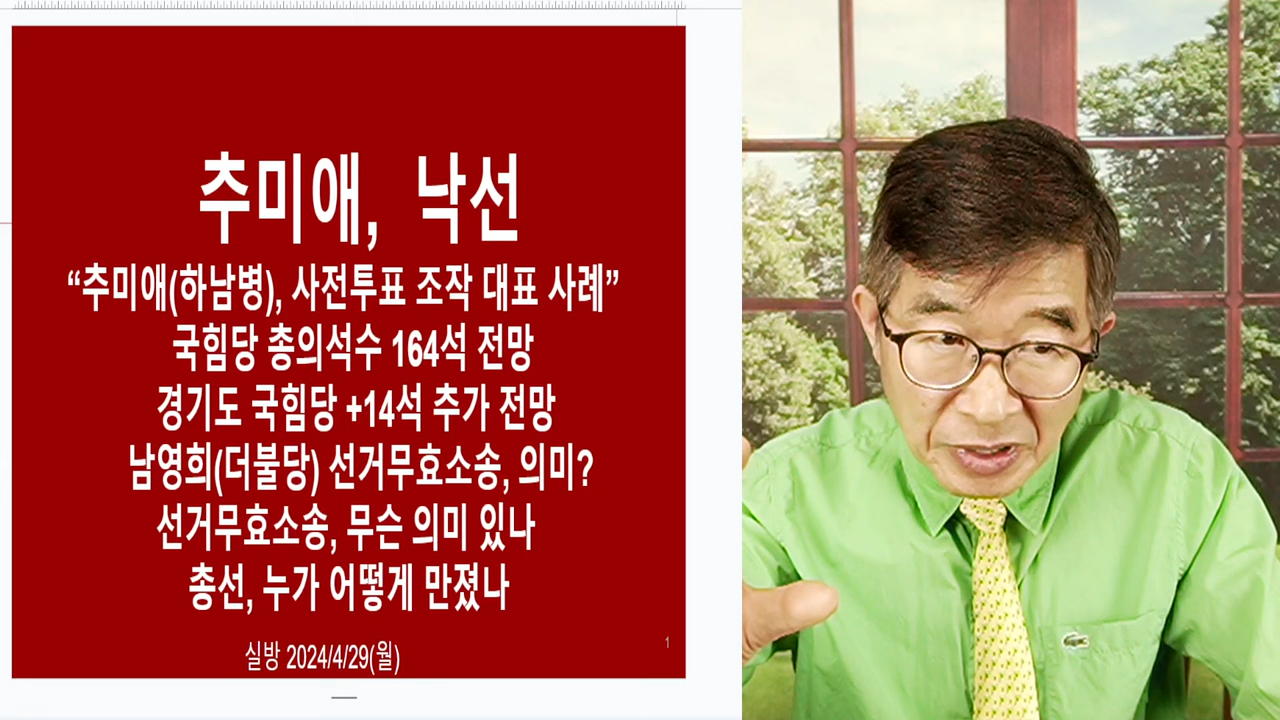 추미애, 낙선
“추미애(하남병), 사전투표 조작 대표 사례”
국힘당 총의석수 164석 전망
경기도 국힘당 +14석 추가 전망
남영희(더불당) 선거무효소송, 의미?
선거무효소송, 무슨 의미 있나
총선, 누가 어떻게 만졌나
실방 2024/4/29(월)
1